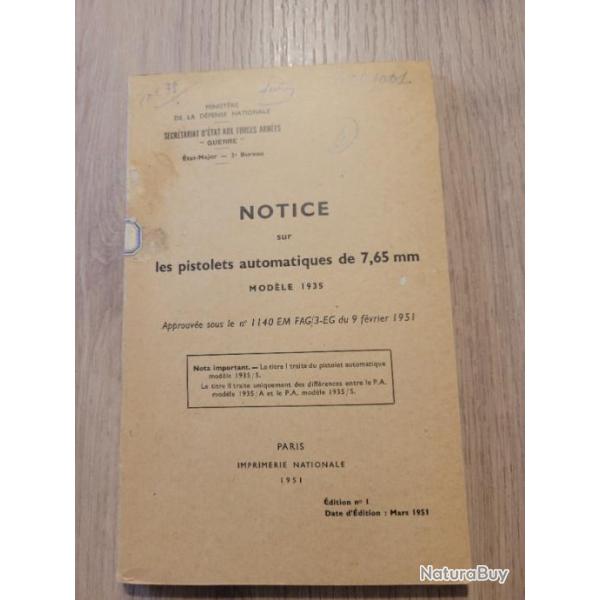 MINISTÈRE
DE LA DÉFENSE NATIONALE
SECRÉTARIAT D'ÉTAT AUX FORCES ARMÉES
" GUERRE "
État-Major — 3e Bureau
NOTICE
sur
les pistolets automatiques de 7,65 mm
MODÈLE 1935
Approuvée sous le n° 1140 EM FAG/3-EG du 9 février 1951
Nota important. — Le titre I traite du pistolet automatique
modèle 1935/S.
Le titre II traite uniquement des différences entre le P.A.
modèle 1935/A et le P.A. modèle 1935/S.
PARIS
IMPRIMERIE NATIONALE
1951
Édition n° 1
Date d'Édition : Mars 1951
NaturaBuy